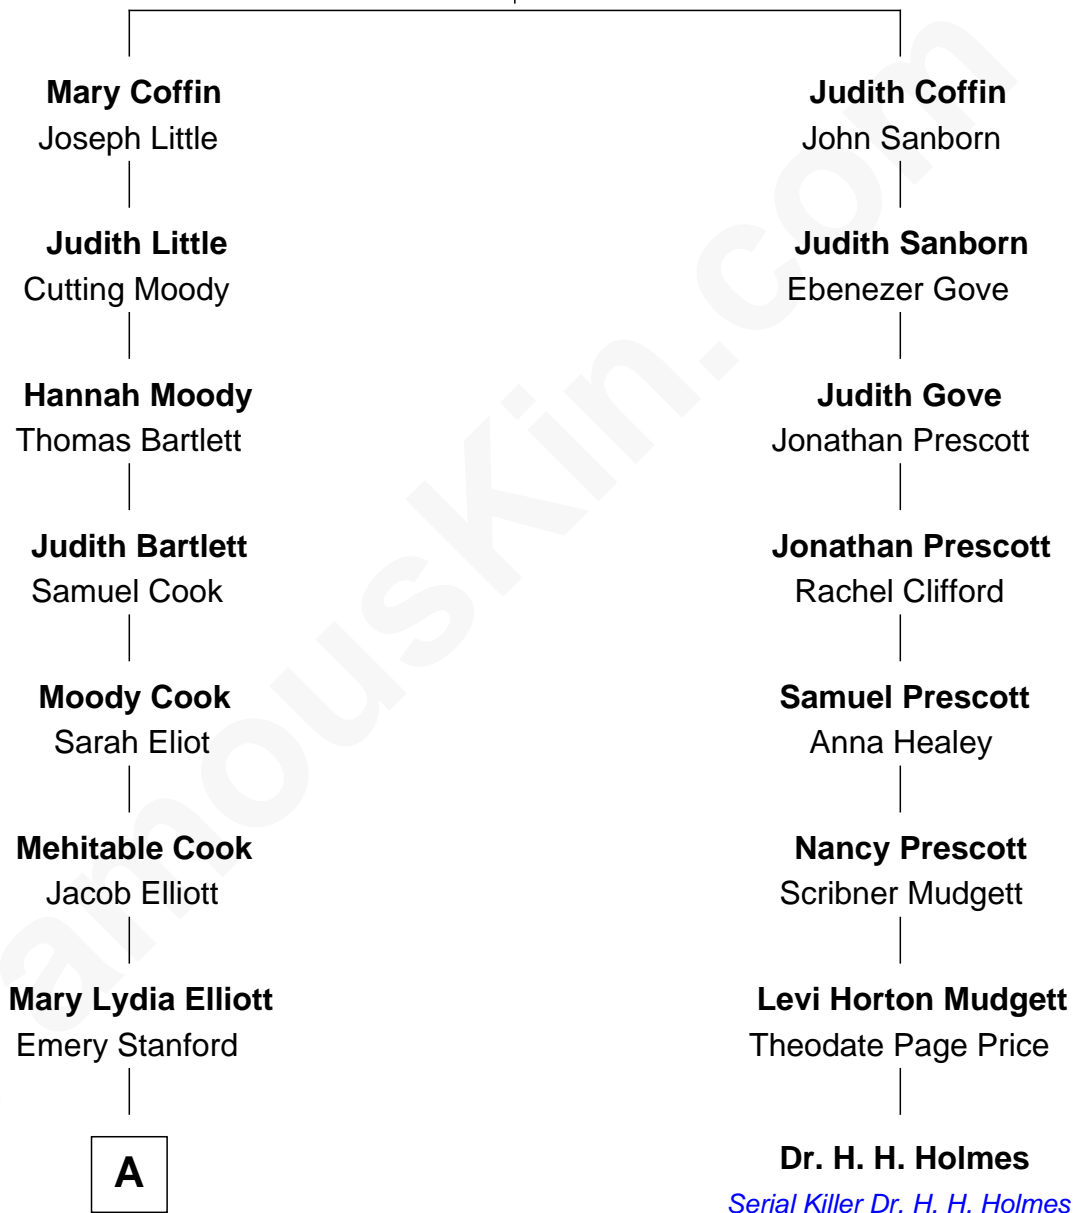 Mary Coffin
Joseph Little
Judith Little
Cutting Moody
Hannah Moody
Thomas Bartlett
Judith Bartlett
Samuel Cook
Moody Cook
Sarah Eliot
Mehitable Cook
Jacob Elliott
Mary Lydia Elliott
Emery Stanford
A
Judith Coffin
John Sanborn
Judith Sanborn
Ebenezer Gove
Judith Gove
Jonathan Prescott
Jonathan Prescott
Rachel Clifford
Samuel Prescott
Anna Healey
Nancy Prescott
Scribner Mudgett
Levi Horton Mudgett
Theodate Page Price
Dr. H. H. Holmes
Serial Killer Dr. H. H. Holmes
amouskin.com